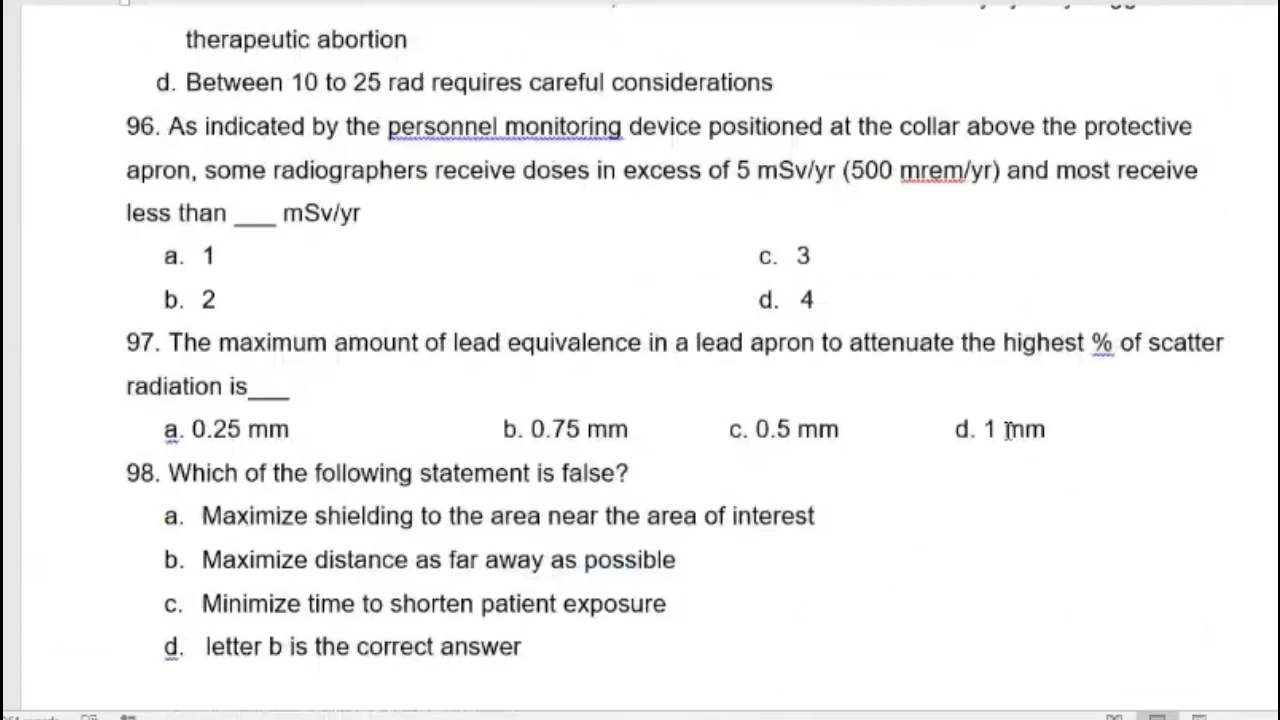 therapeutic abortion
d. Between 10 to 25 rad requires careful considerations
96. As indicated by the personnel monitoring device positioned at the collar above the protective
apron, some radiographers receive doses in excess of 5 mSv/yr (500 mrem/yr) and most receive
less than ___ mSv/yr
a. 1
c. 3
b. 2
d. 4
97. The maximum amount of lead equivalence in a lead apron to attenuate the highest % of scatter
radiation is___
a. 0.25 mm b. 0.75 mm c. 0.5 mm d. 1 mm
98. Which of the following statement is false?
a. Maximize shielding to the area near the area of interest
b. Maximize distance as far away as possible
c. Minimize time to shorten patient exposure
d. letter b is the correct answer